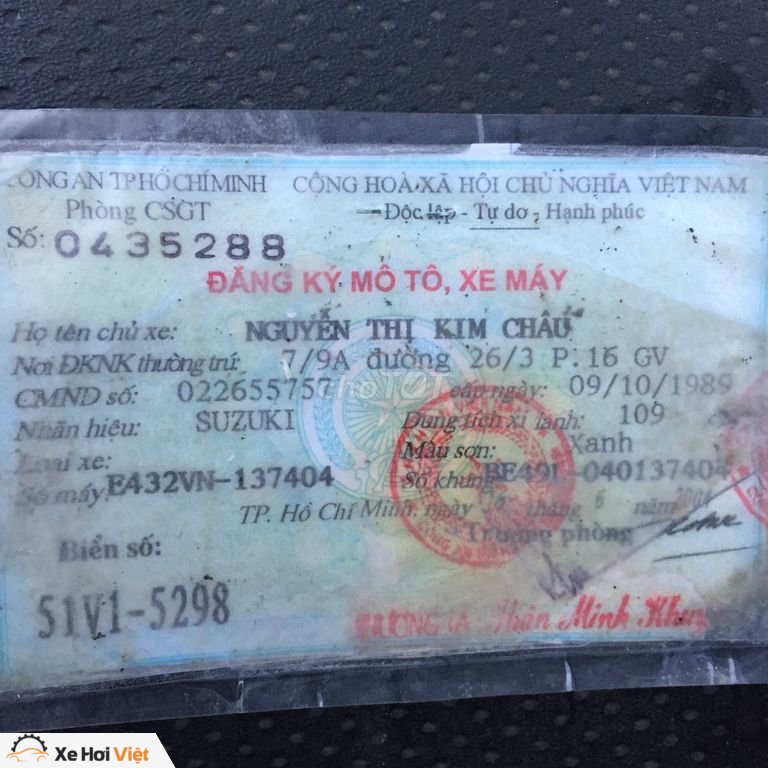 CÔNG AN TP HỒ CHÍ MINH CỘNG HOÀ XÃ HỘI CHỦ NGHĨA VIỆT NAM
Phòng CSGT Độc lập - Tự do - Hạnh phúc
Số: 0435288
ĐĂNG KÝ MÔ TÔ, XE MÁY
Họ tên chủ xe: NGUYỄN THỊ KIM CHÂU
Nơi ĐKNK thường trú: 7/9A đường 26/3 P.16 GV
CMND số: 022655757 cấp ngày: 09/10/1989
Nhãn hiệu: SUZUKI Dung tích xi lanh: 109
Loại xe: Màu sơn: Xanh
Số máy E432VN-137404 Số khung BE49L-040137404
TP. Hồ Chí Minh, ngày tháng 6 năm
Biển số: Trưởng phòng
51V1-5298
Minh
chợTỐT
Xe Hơi Việt